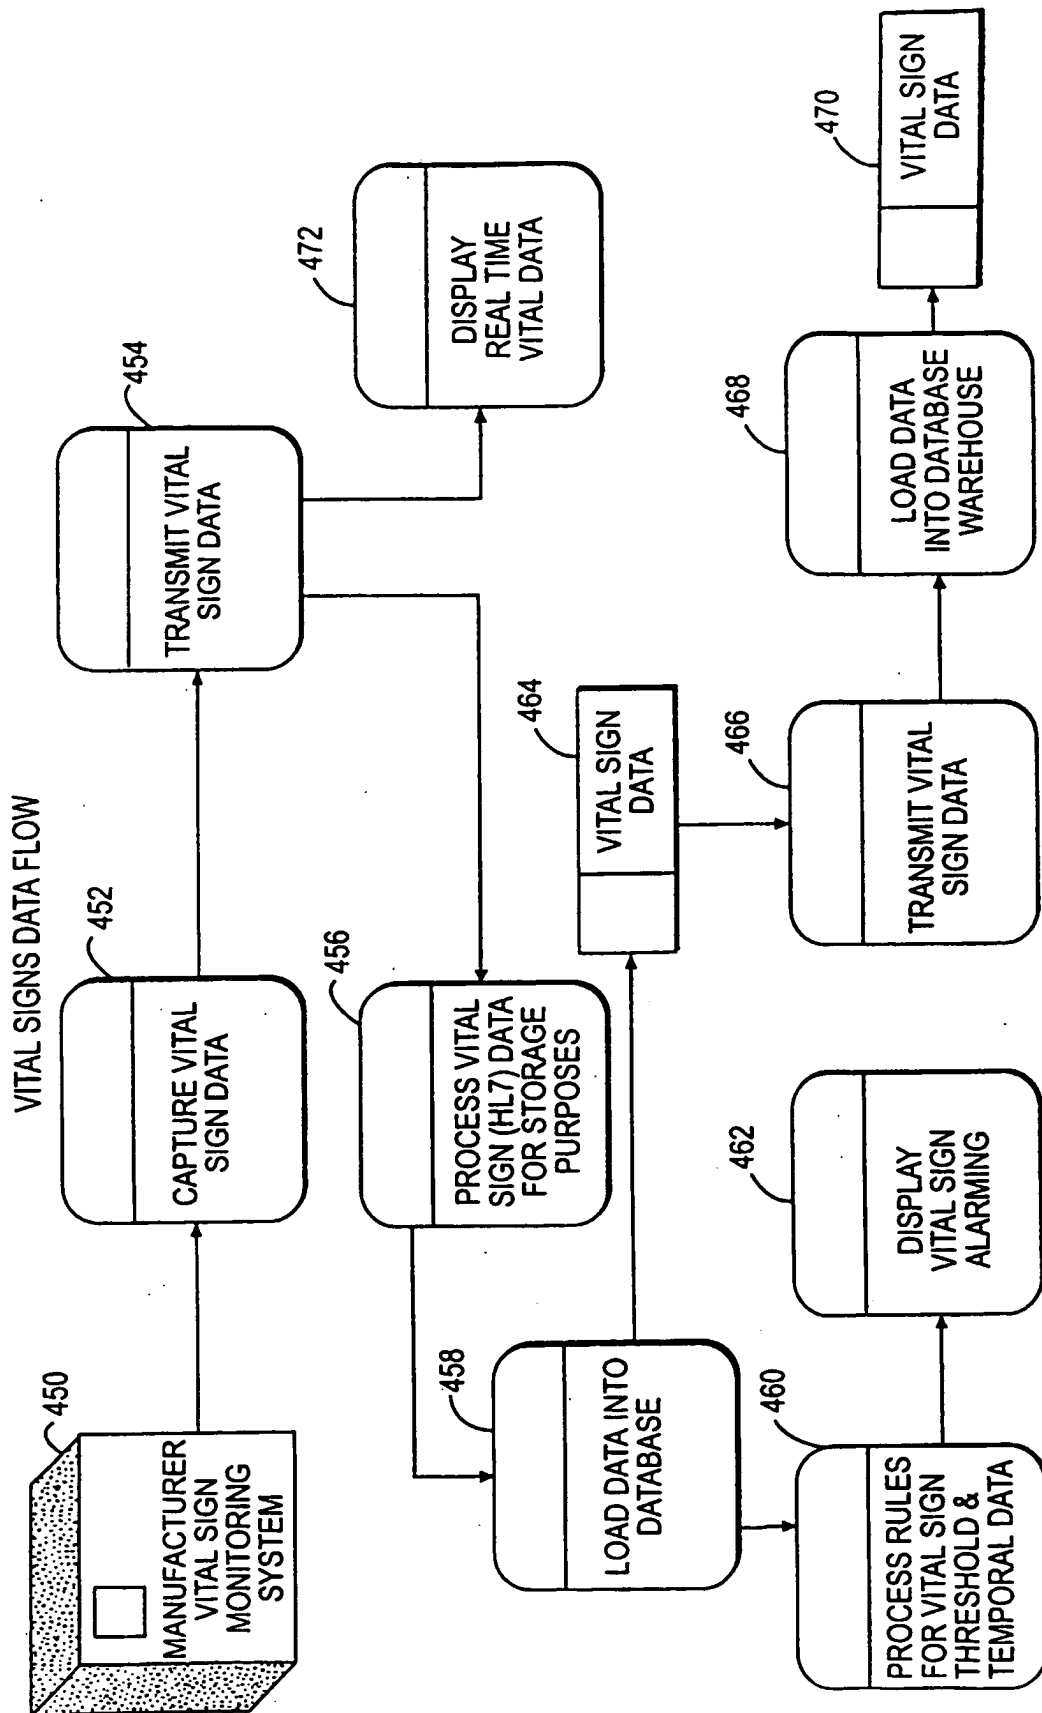 VITAL SIGNS DATA FLOW
450
MANUFACTURER
VITAL SIGN
MONITORING
SYSTEM
452
CAPTURE VITAL
SIGN DATA
454
TRANSMIT VITAL
SIGN DATA
472
DISPLAY
REAL TIME
VITAL DATA
456
PROCESS VITAL
SIGN (HL7) DATA
FOR STORAGE
PURPOSES
458
LOAD DATA INTO
DATABASE
464
VITAL SIGN
DATA
460
PROCESS RULES
FOR VITAL SIGN
THRESHOLD &
TEMPORAL DATA
462
DISPLAY
VITAL SIGN
ALARMING
466
TRANSMIT VITAL
SIGN DATA
468
LOAD DATA
INTO DATABASE
WAREHOUSE
470
VITAL SIGN
DATA